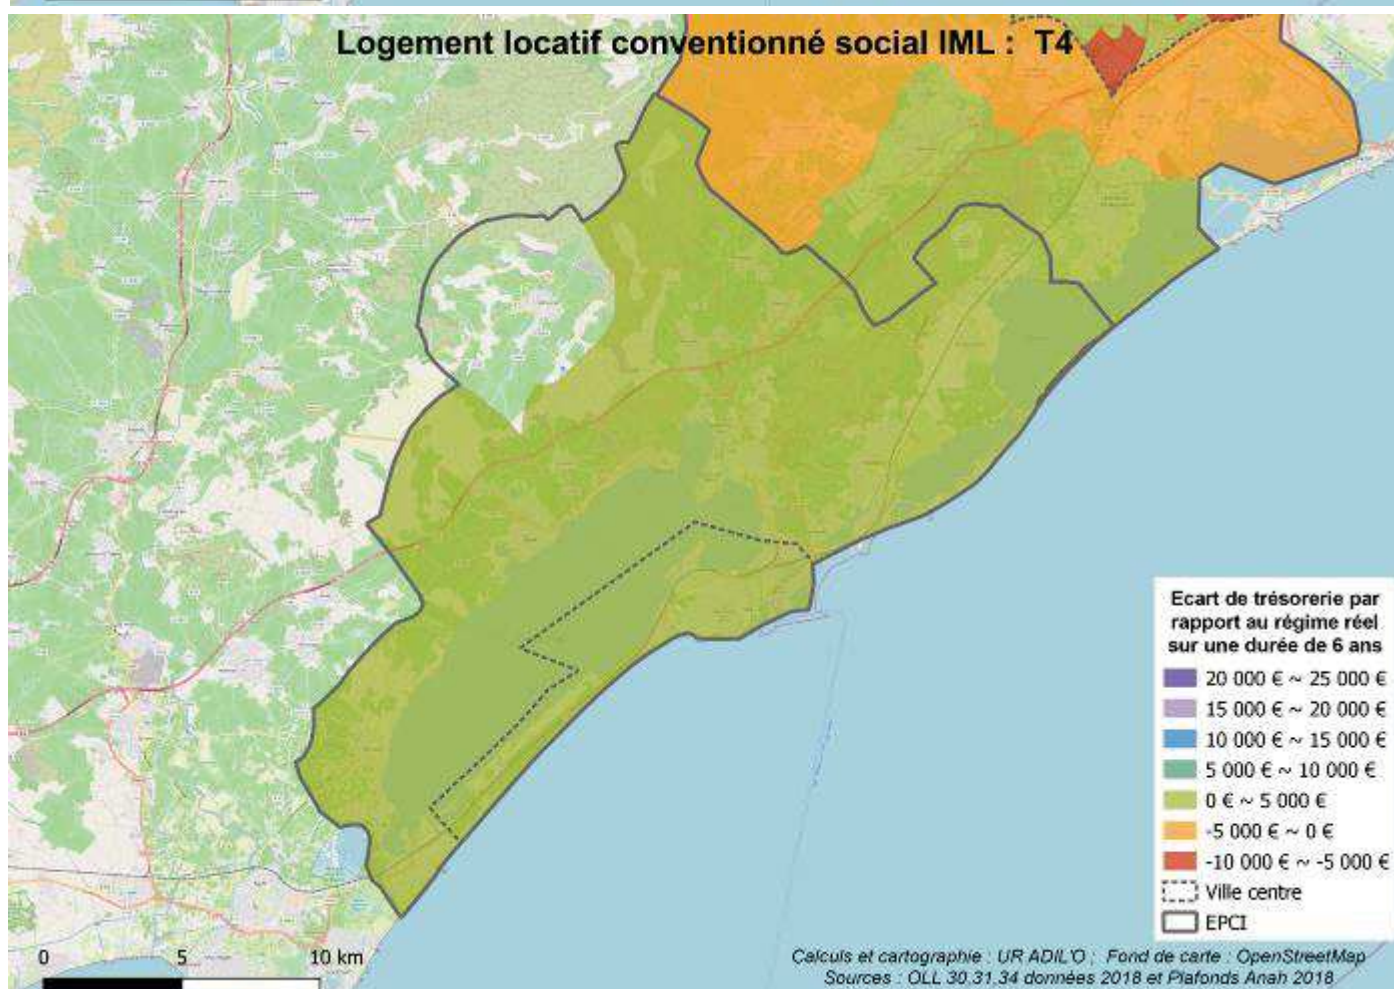 Logement locatif conventionné social IML : T4
Ecart de trésorerie par
rapport au régime réel
sur une durée de 6 ans
20 000 € ~ 25 000 €
15 000 € ~ 20 000 €
10 000 € ~ 15 000 €
5 000 € ~ 10 000 €
0 € ~ 5 000 €
-5 000 € ~ 0 €
-10 000 € ~ -5 000 €
Ville centre
EPCI
0 5 10 km
Calculs et cartographie : UR ADIL'O ; Fond de carte : OpenStreetMap
Sources : OLL 30,31,34 données 2018 et Plafonds Anah 2018